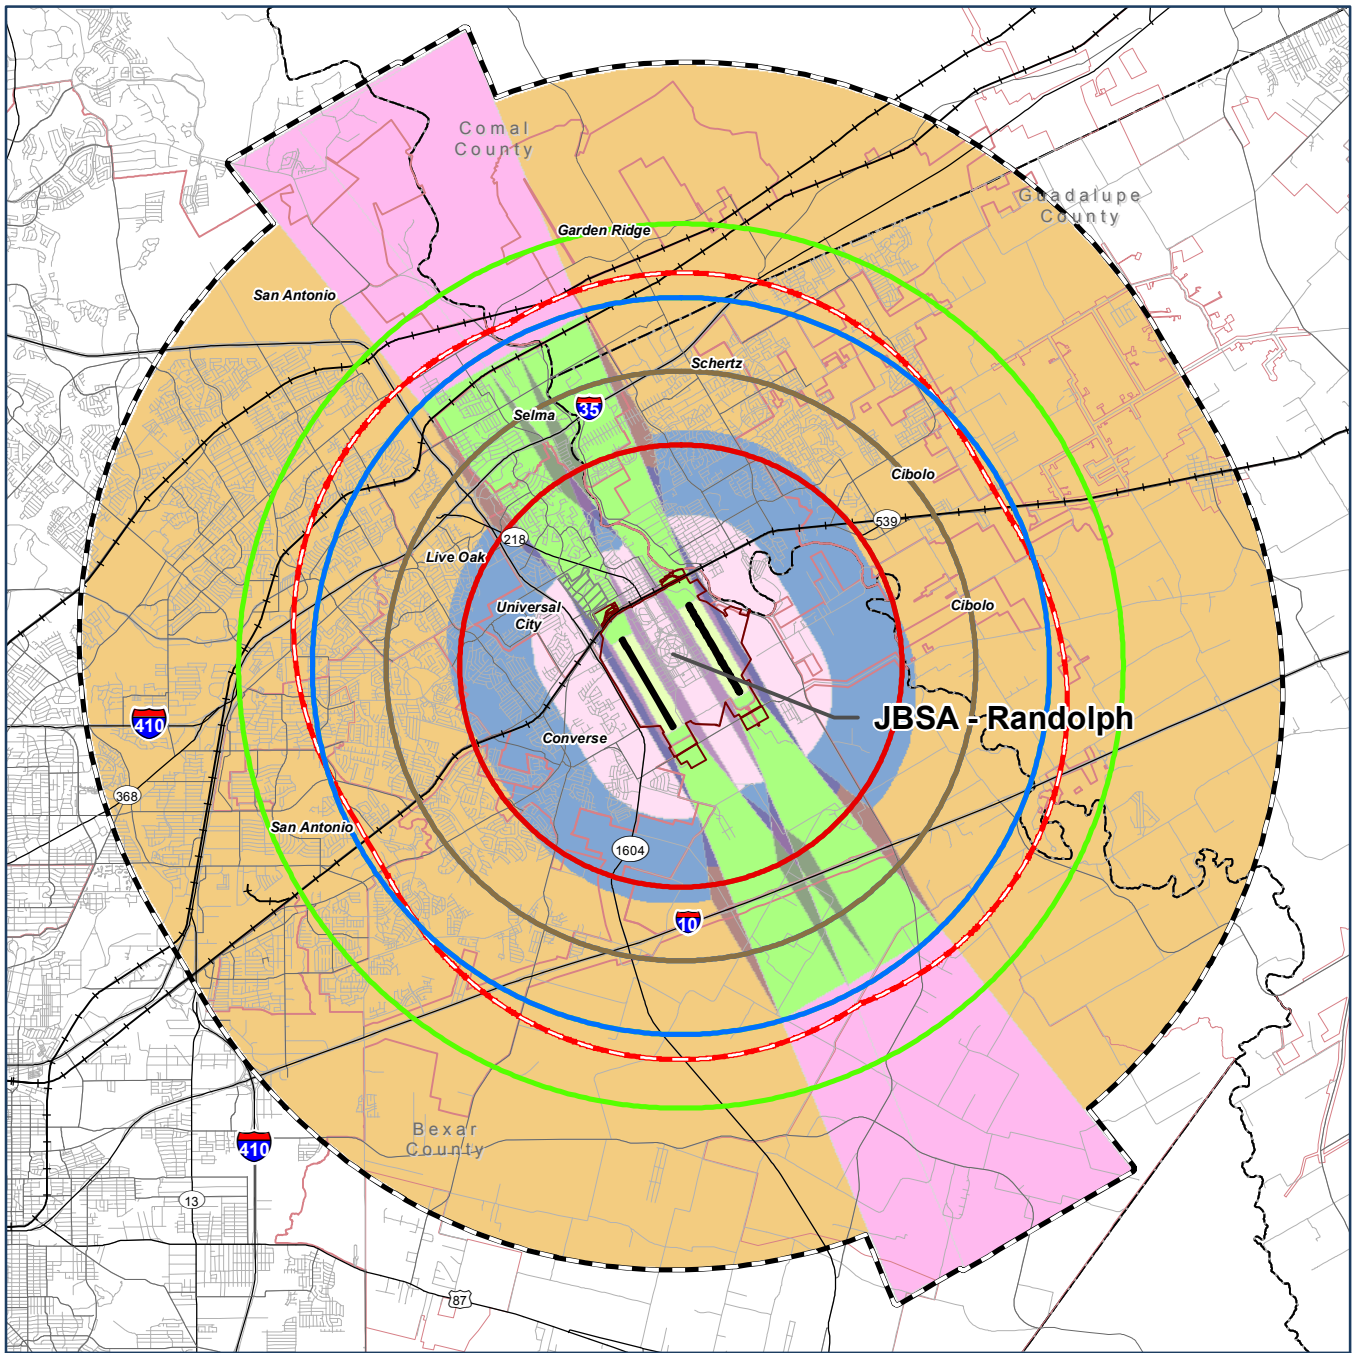 Comal
County
Guadalupe
County
Garden Ridge
San Antonio
Schertz
Selma
35
Cibolo
539
218
Live Oak
Universal
City
Cibolo
410
JBSA - Randolph
Converse
368
San Antonio
1604
10
Bexar
County
410
13
87